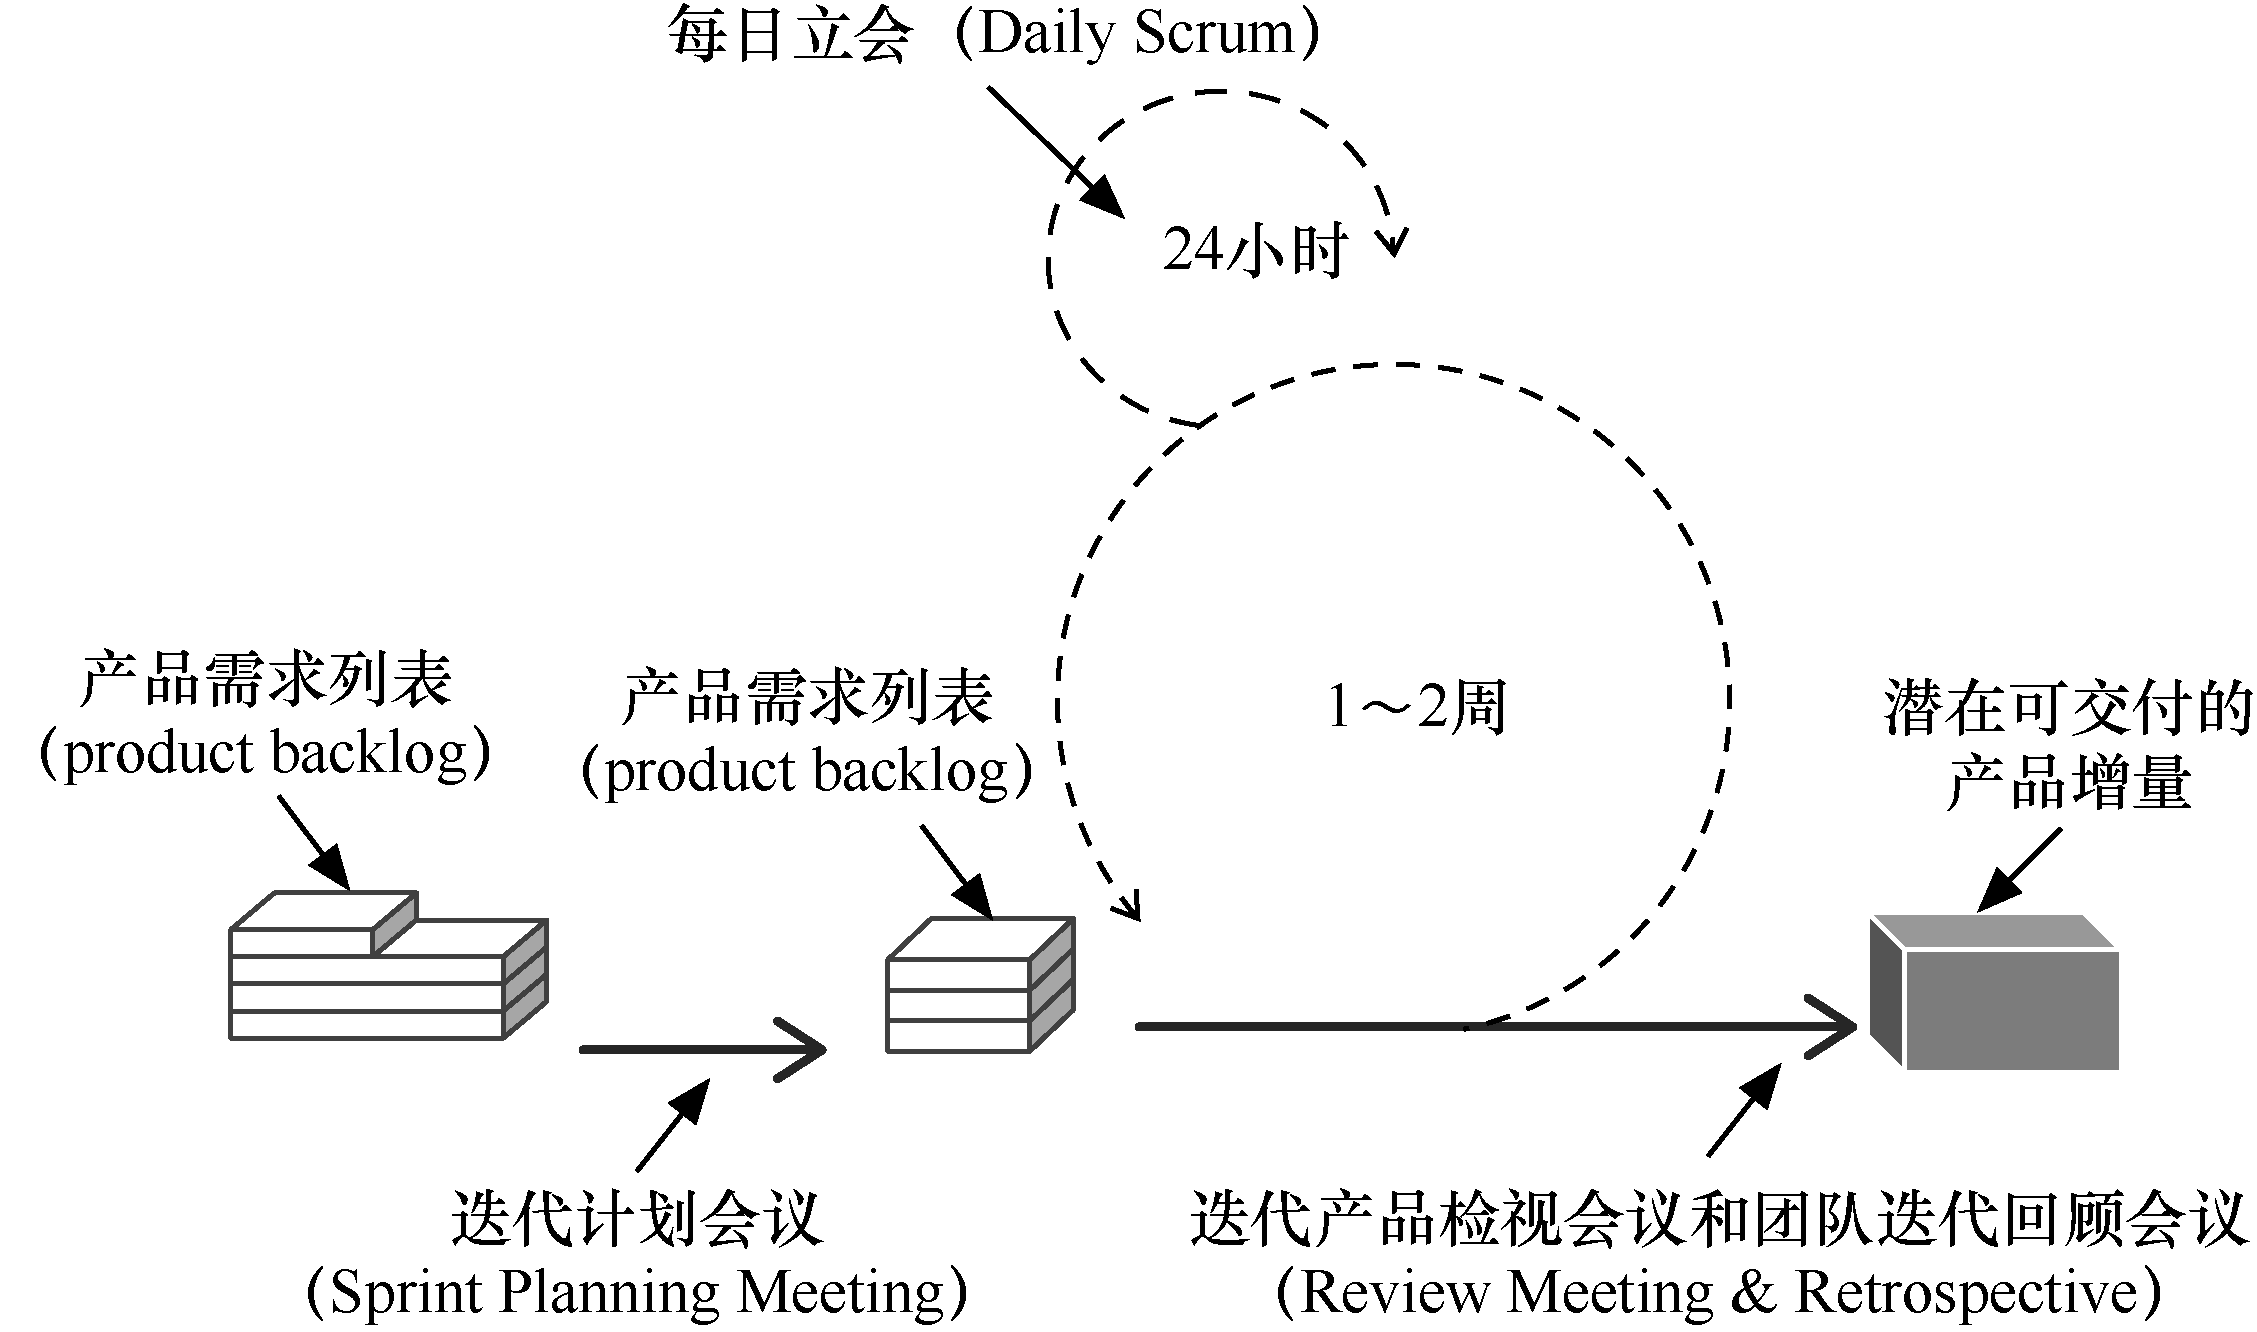 每日立会（Daily Scrum）
24小时
产品需求列表
（product backlog）
产品需求列表
（product backlog）
1～2周
潜在可交付的
产品增量
迭代计划会议
（Sprint Planning Meeting）
迭代产品检视会议和团队迭代回顾会议
（Review Meeting & Retrospective）